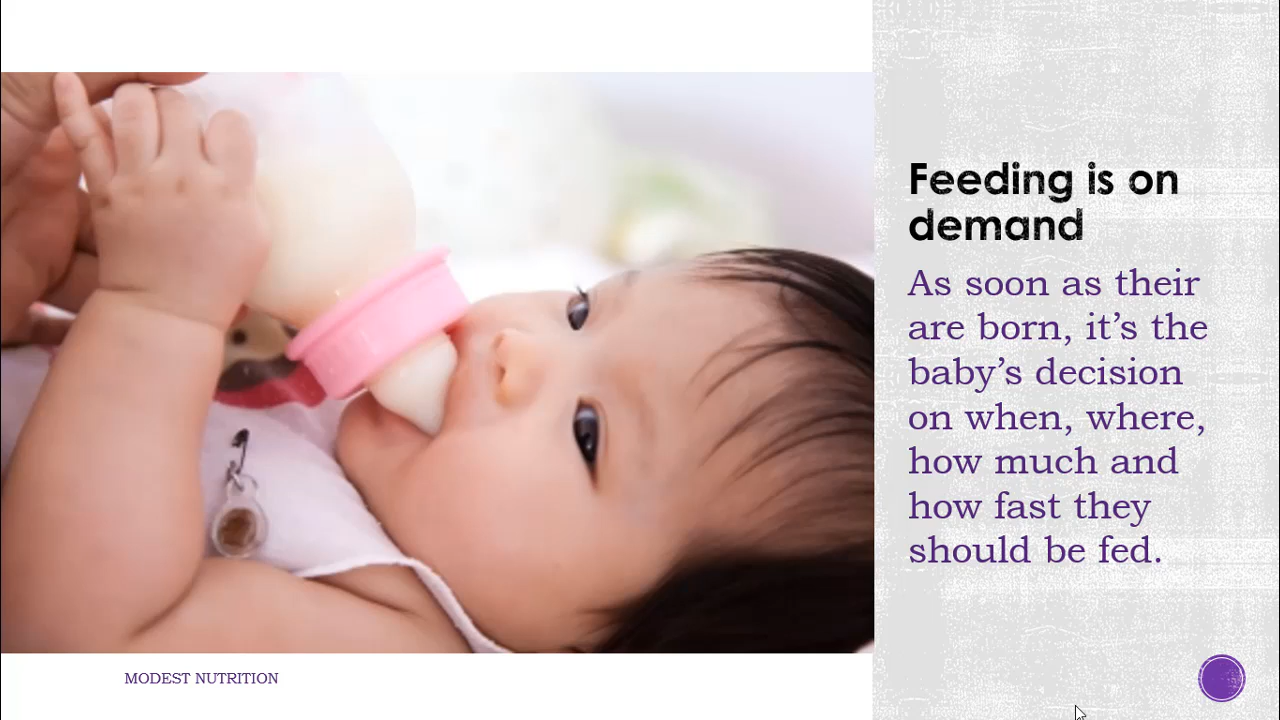 Feeding is on
demand
As soon as their
are born, it’s the
baby’s decision
on when, where,
how much and
how fast they
should be fed.
MODEST NUTRITION